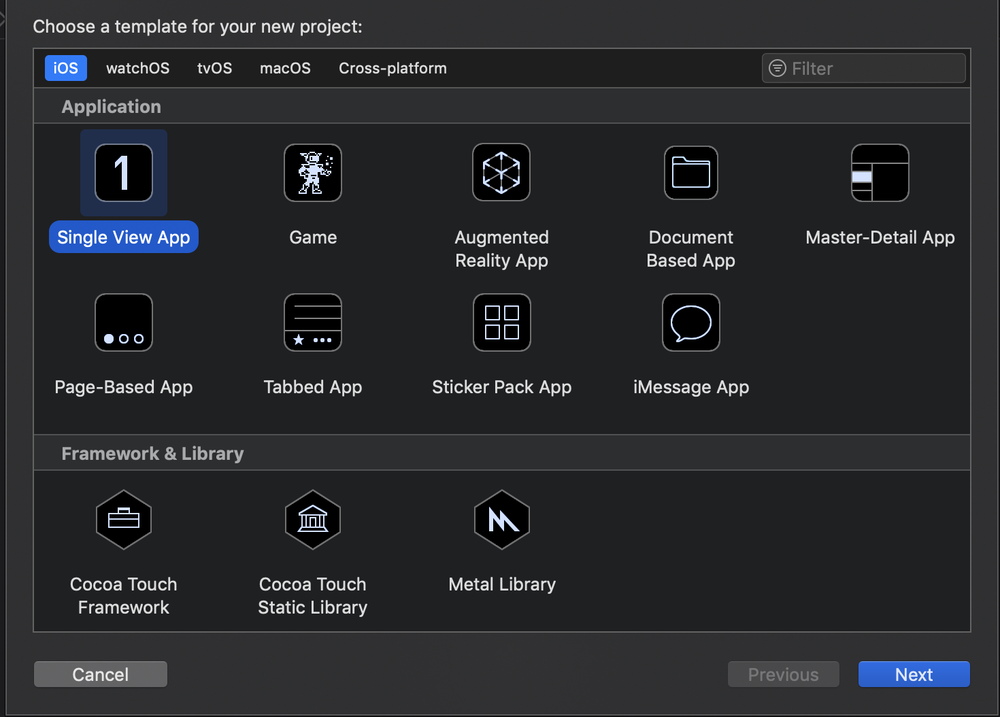 Choose a template for your new project:
iOS watchOS tvOS macOS Cross-platform Filter
Application
1
Single View App Game Augmented Reality App Document Based App Master-Detail App
Page-Based App Tabbed App Sticker Pack App iMessage App
Framework & Library
Cocoa Touch Framework Cocoa Touch Static Library Metal Library
Cancel Previous Next